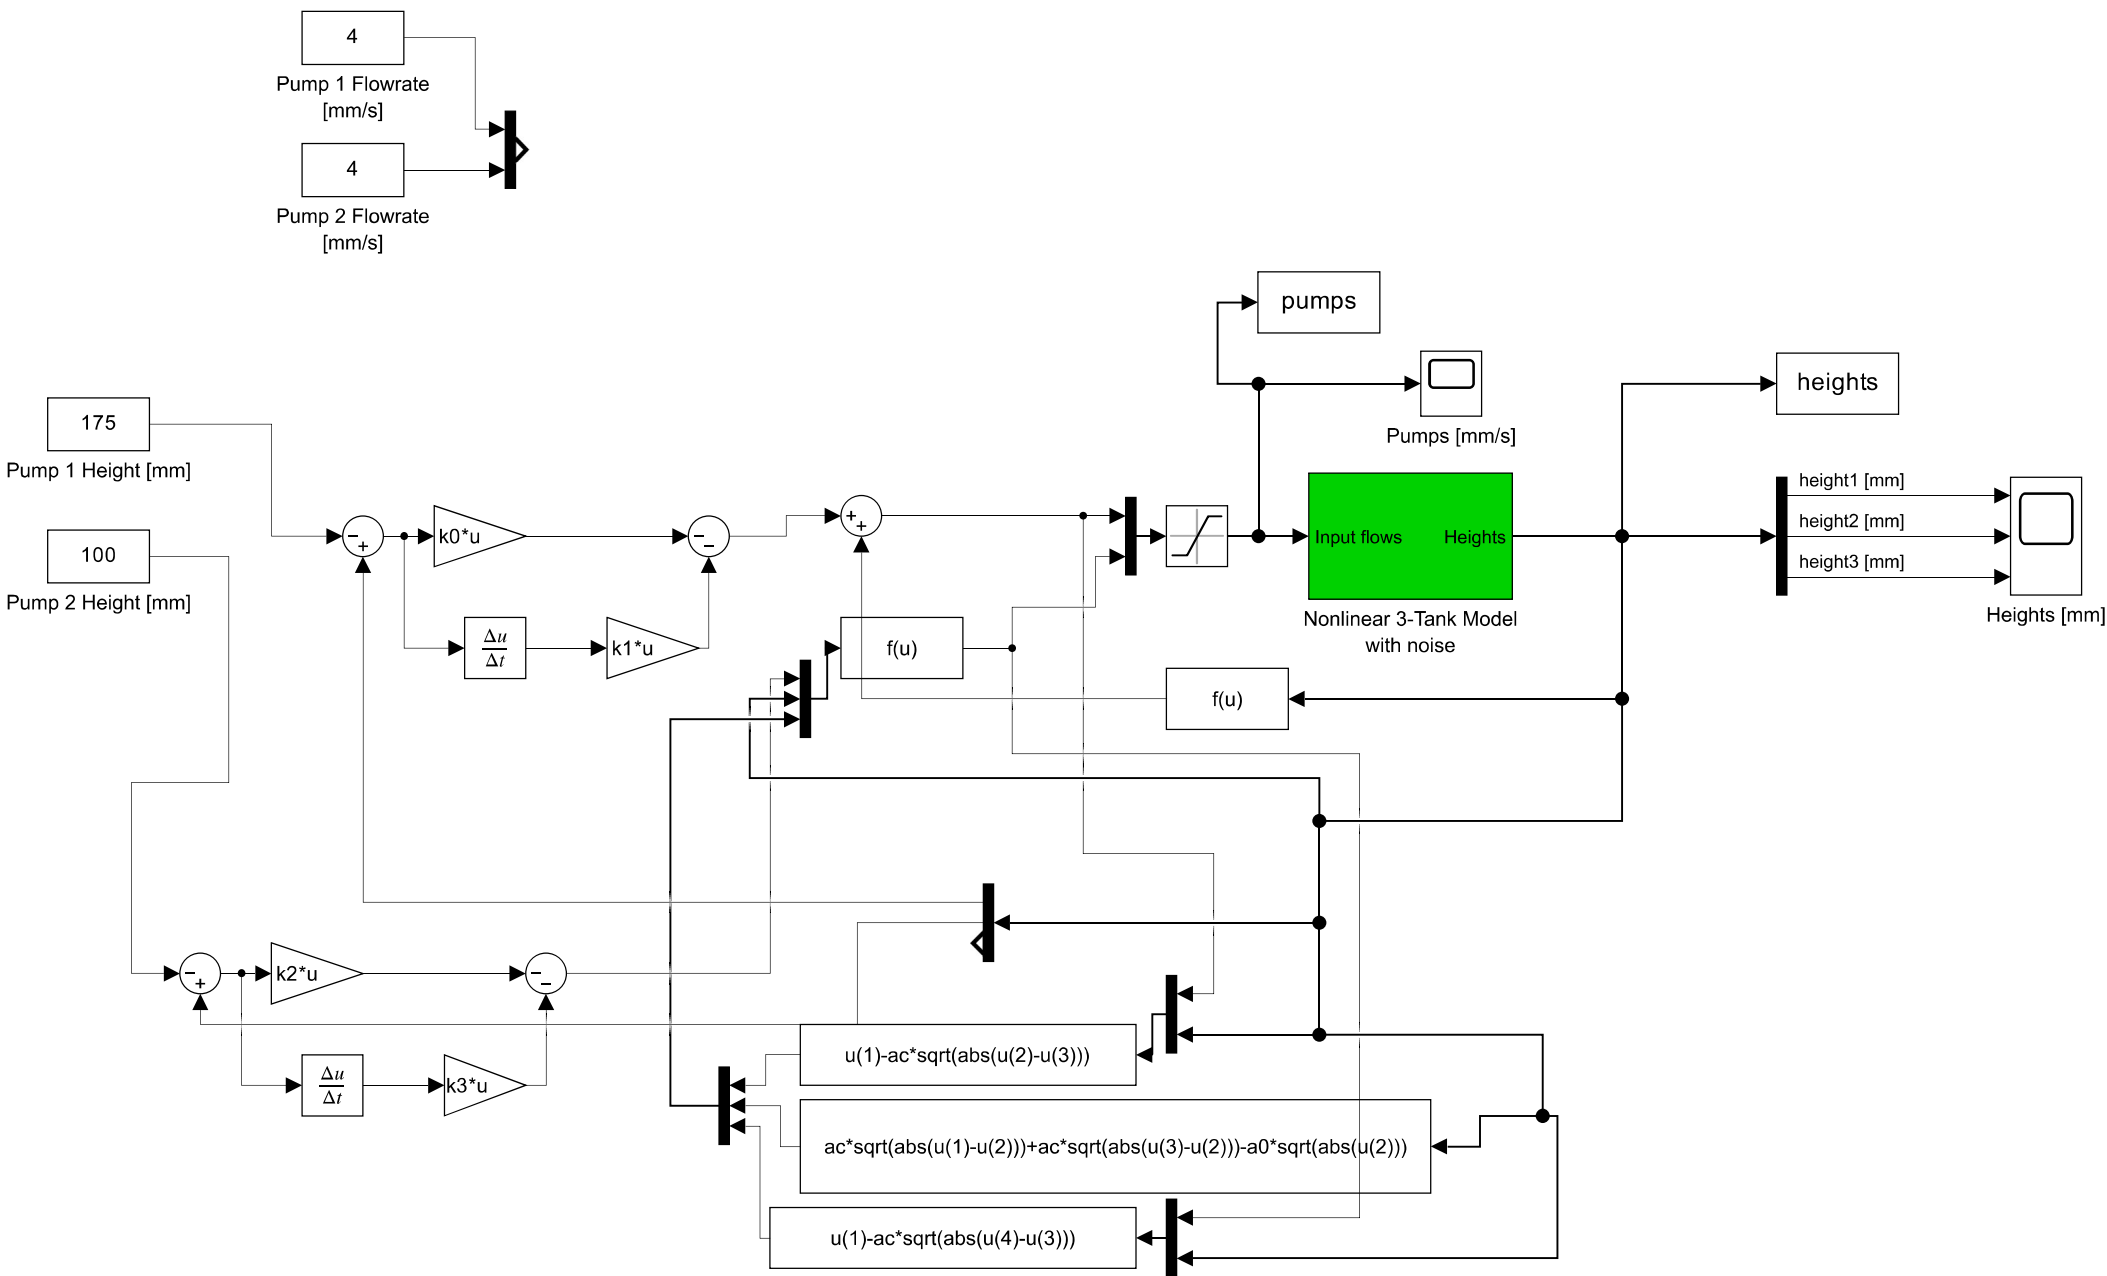 4
Pump 1 Flowrate
[mm/s]
4
Pump 2 Flowrate
[mm/s]
pumps
Pumps [mm/s]
heights
175
Pump 1 Height [mm]
100
Pump 2 Height [mm]
−
+
k0*u
−
−
+
+
Input flows
Heights
Nonlinear 3-Tank Model
with noise
height1 [mm]
height2 [mm]
height3 [mm]
Heights [mm]
Δu
Δt
k1*u
f(u)
f(u)
−
+
k2*u
−
−
Δu
Δt
k3*u
u(1)-ac*sqrt(abs(u(2)-u(3)))
ac*sqrt(abs(u(1)-u(2)))+ac*sqrt(abs(u(3)-u(2)))-a0*sqrt(abs(u(2)))
u(1)-ac*sqrt(abs(u(4)-u(3)))